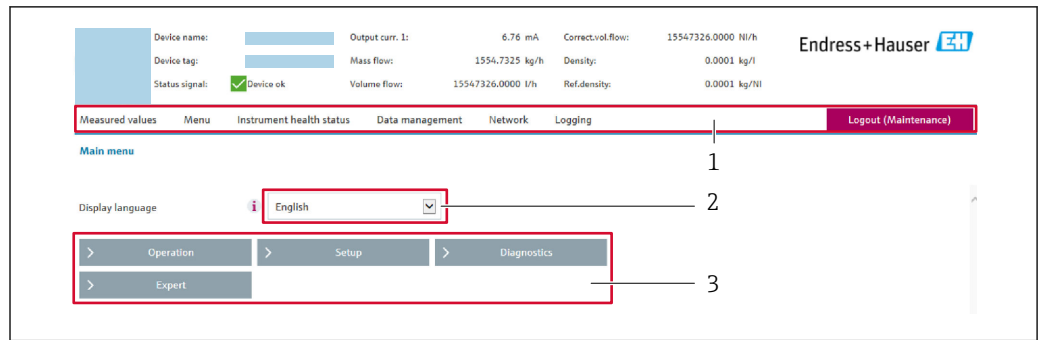 Device name: Output curr. 1: 6.76 mA Correct.vol.flow: 15547326.0000 Nl/h
Endress+Hauser EH
Device tag: Mass flow: 1554.7325 kg/h Density: 0.0001 kg/l
Status signal: Device ok Volume flow: 15547326.0000 l/h Ref.density: 0.0001 kg/Nl
Measured values Menu Instrument health status Data management Network Logging Logout (Maintenance)
1
Main menu
Display language i English 2
> Operation > Setup > Diagnostics
> Expert 3